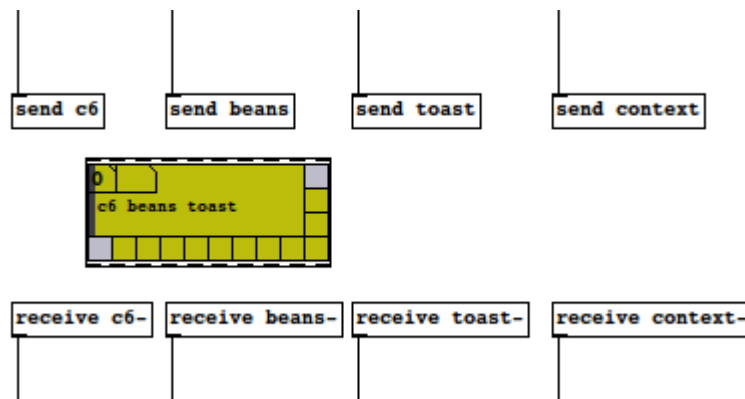 send c6 send beans send toast send context
0
c6 beans toast
receive c6- receive beans- receive toast- receive context-